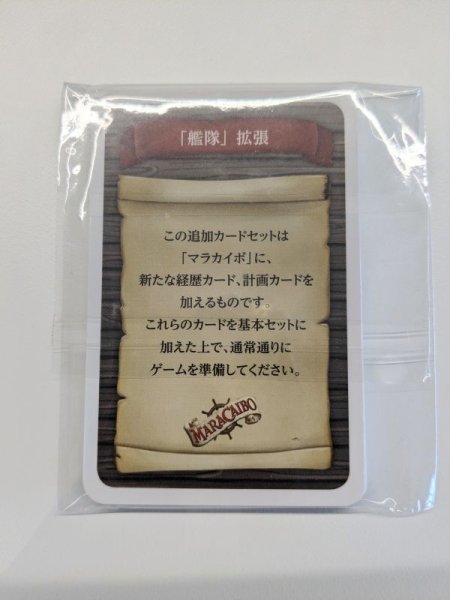 「艦隊」拡張
この追加カードセットは
「マラカイボ」に、
新たな経歴カード、計画カードを
加えるものです。
これらのカードを基本セットに
加えた上で、通常通りに
ゲームを準備してください。
MARACAIBO